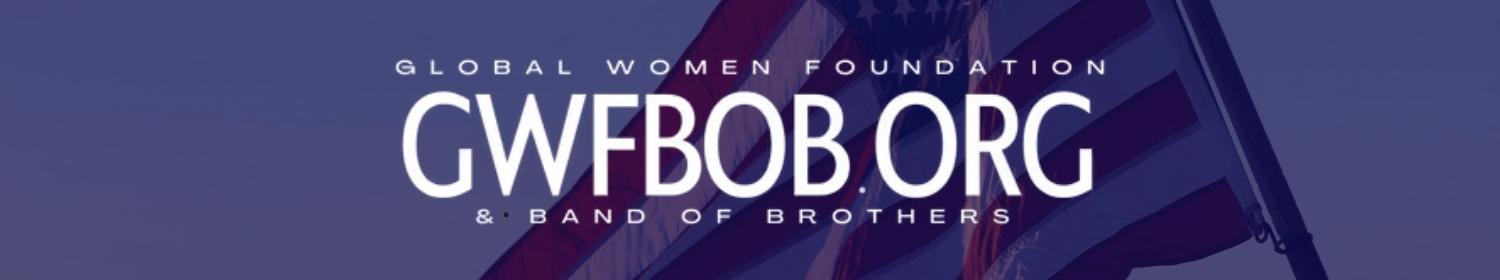 GLOBAL WOMEN FOUNDATION
GWFBOB.ORG
& BAND OF BROTHERS